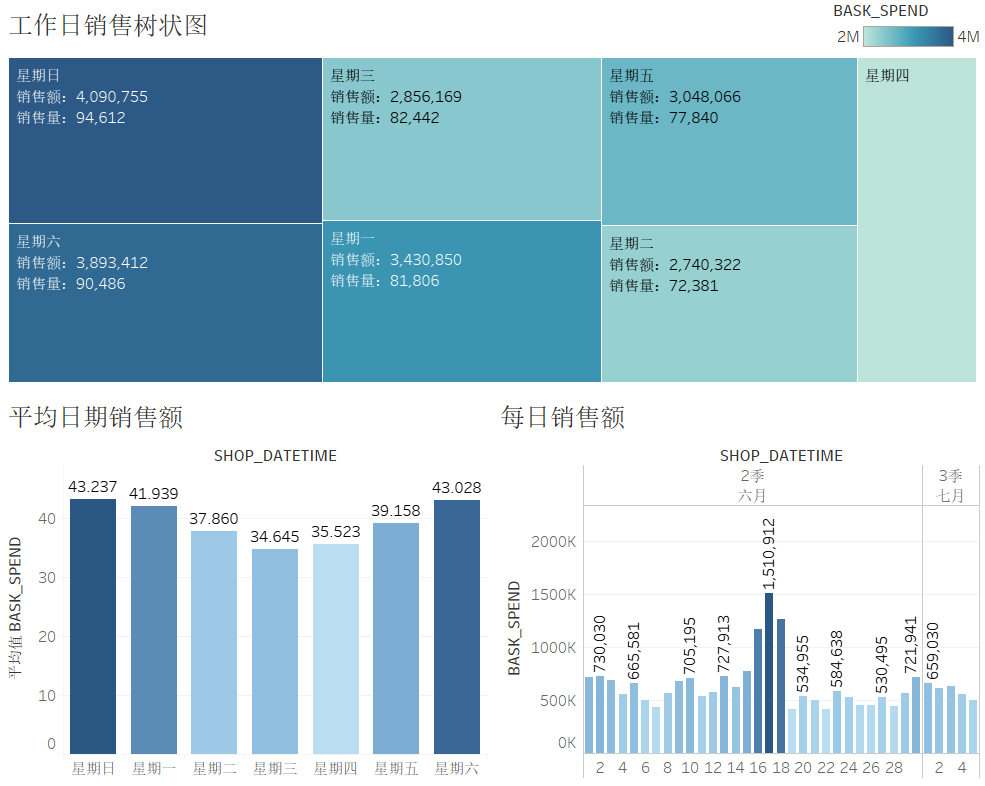 工作日销售树状图
BASK_SPEND
2M 4M
星期日
销售额：4,090,755
销售量：94,612
星期三
销售额：2,856,169
销售量：82,442
星期五
销售额：3,048,066
销售量：77,840
星期四
星期六
销售额：3,893,412
销售量：90,486
星期一
销售额：3,430,850
销售量：81,806
星期二
销售额：2,740,322
销售量：72,381
平均日期销售额
SHOP_DATETIME
平均值 BASK_SPEND
40
30
20
10
0
43.237
41.939
37.860
34.645
35.523
39.158
43.028
星期日 星期一 星期二 星期三 星期四 星期五 星期六
每日销售额
SHOP_DATETIME
2季 3季
六月 七月
BASK_SPEND
2000K
1500K
1000K
500K
0K
730,030
665,581
705,195
727,913
1,510,912
534,955
584,638
530,495
721,941
659,030
2 4 6 8 10 12 14 16 18 20 22 24 26 28 2 4